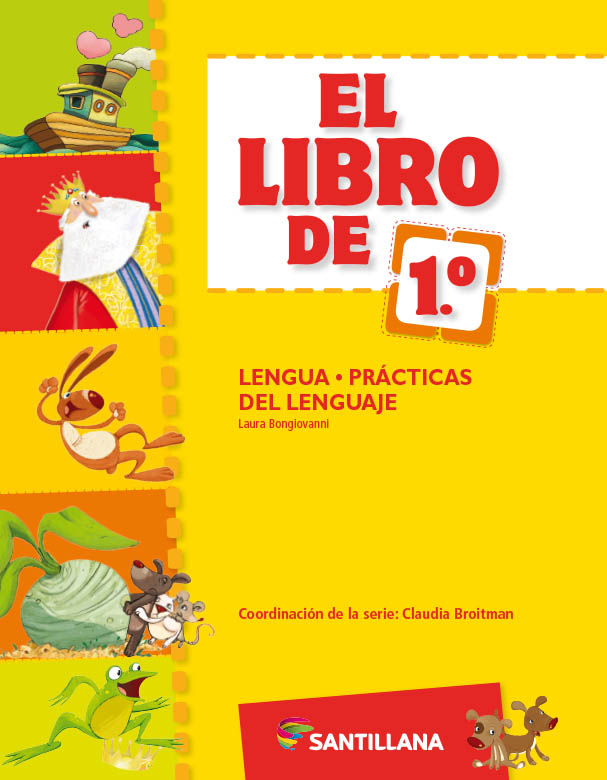 EL
LIBRO
DE 1.º
LENGUA • PRÁCTICAS
DEL LENGUAJE
Laura Bongiovanni
Coordinación de la serie: Claudia Broitman
SANTILLANA